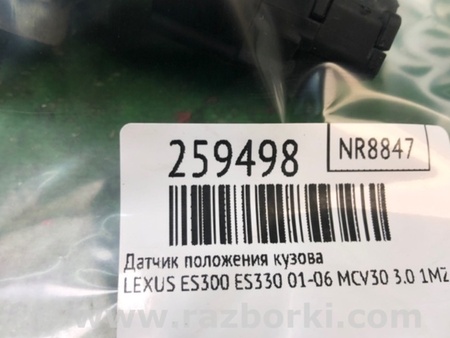 259498
NR8847
Датчик положения кузова
LEXUS ES300 ES330 01-06 MCV30 3.0 1MZ
www.razborki.com